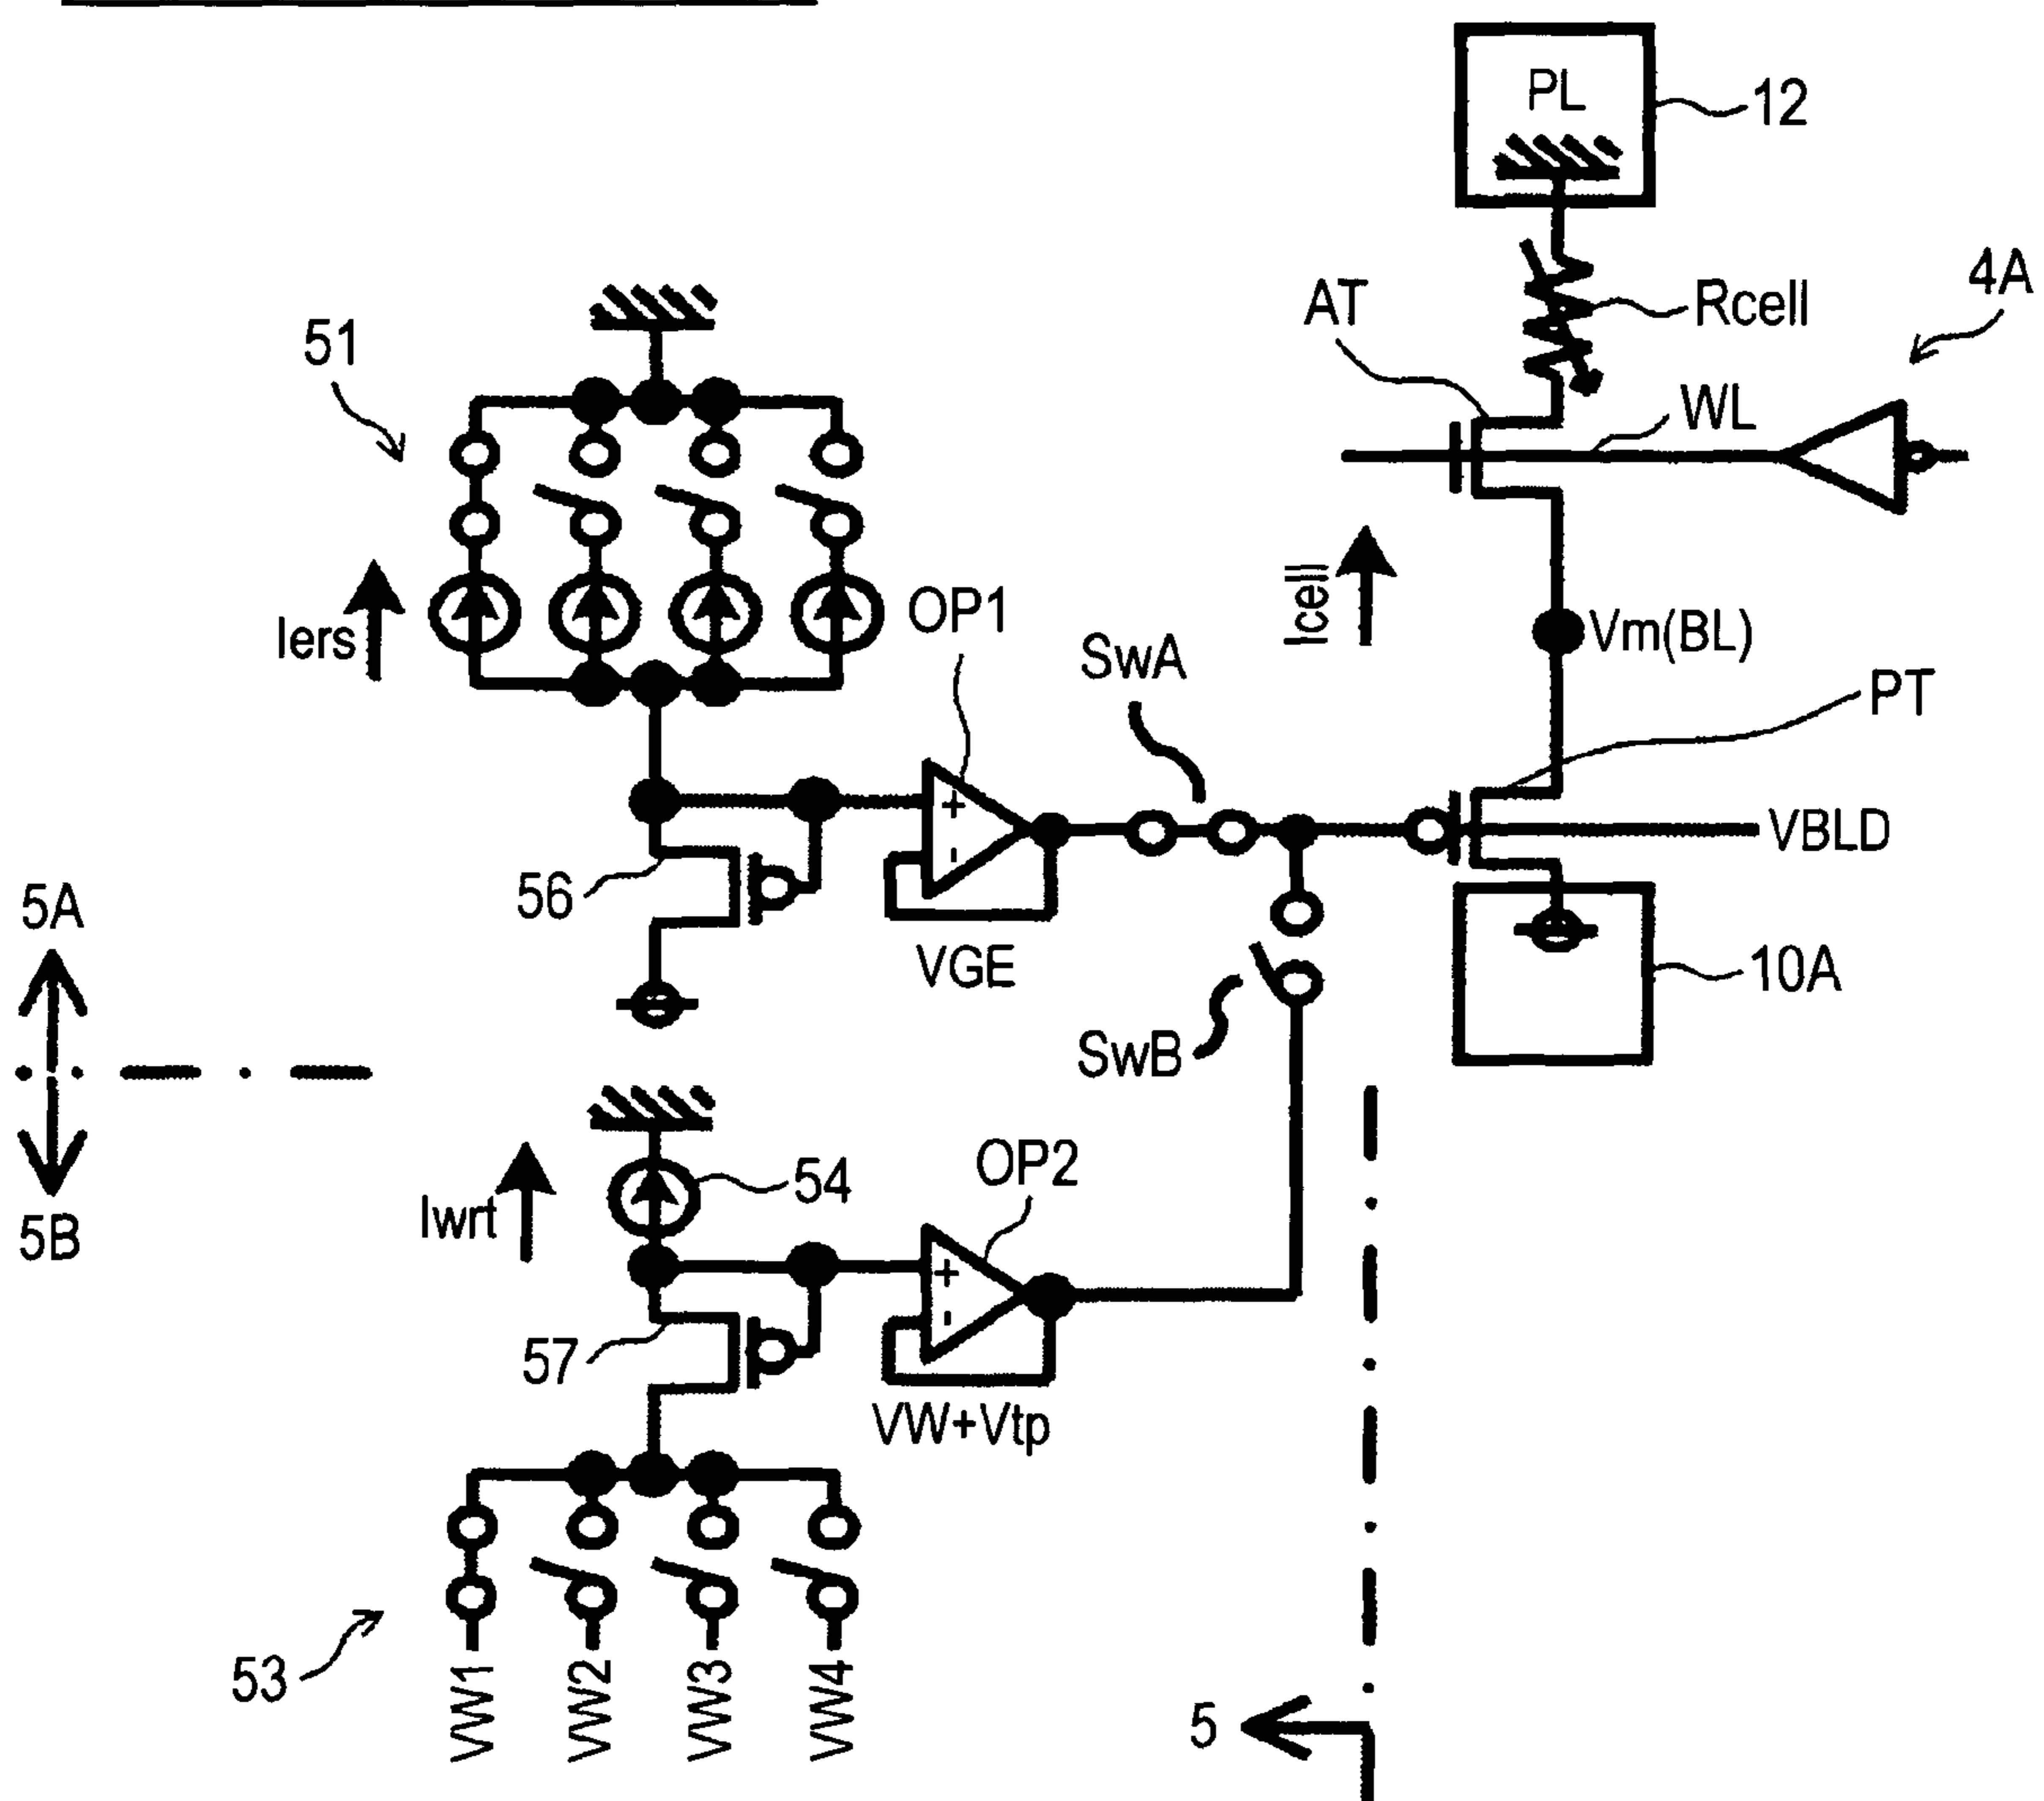 PL
12
AT
Rcell
4A
51
WL
Iers
OP1
Icell
Vm(BL)
SwA
PT
+
-
VBLD
56
VGE
5A
10A
SwB
5B
Iwrt
54
OP2
+
-
57
VW+Vtp
53
VW1
VW2
VW3
VW4
5